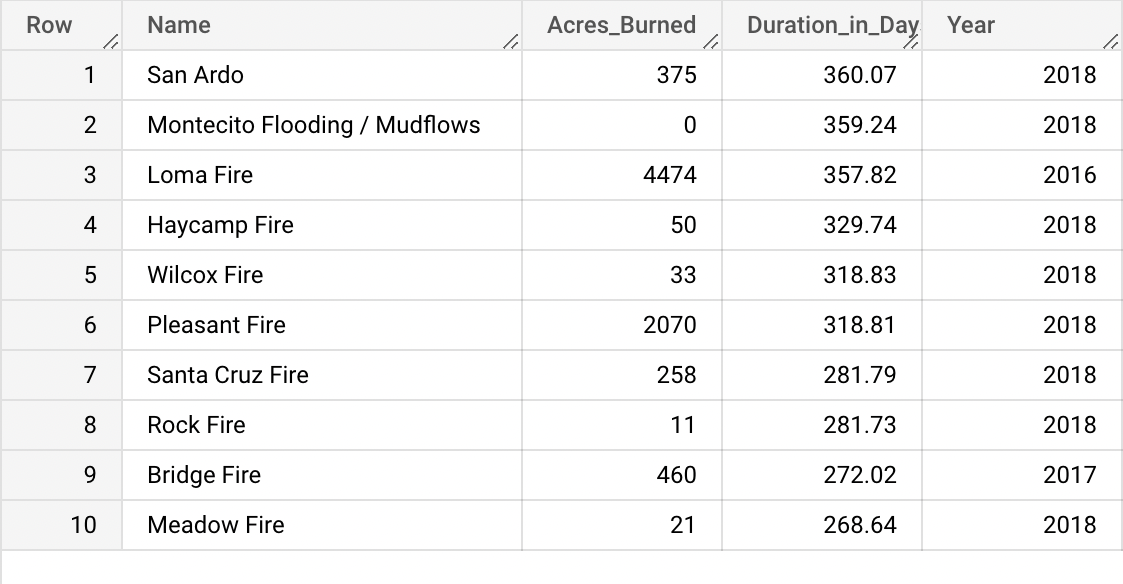 Row Name Acres_Burned Duration_in_Day Year
1 San Ardo 375 360.07 2018
2 Montecito Flooding / Mudflows 0 359.24 2018
3 Loma Fire 4474 357.82 2016
4 Haycamp Fire 50 329.74 2018
5 Wilcox Fire 33 318.83 2018
6 Pleasant Fire 2070 318.81 2018
7 Santa Cruz Fire 258 281.79 2018
8 Rock Fire 11 281.73 2018
9 Bridge Fire 460 272.02 2017
10 Meadow Fire 21 268.64 2018